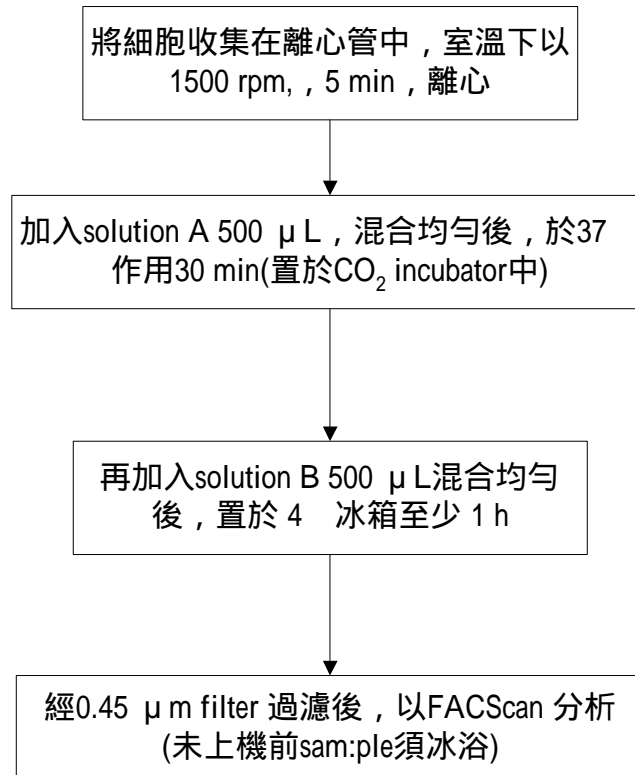 將細胞收集在離心管中，室溫下以
1500 rpm,，5 min，離心
加入solution A 500 μL，混合均勻後，於37
作用30 min(置於CO₂ incubator中)
再加入solution B 500 μL混合均勻
後，置於 4 冰箱至少 1 h
經0.45 μm filter 過濾後，以FACScan 分析
(未上機前sam:ple須冰浴)